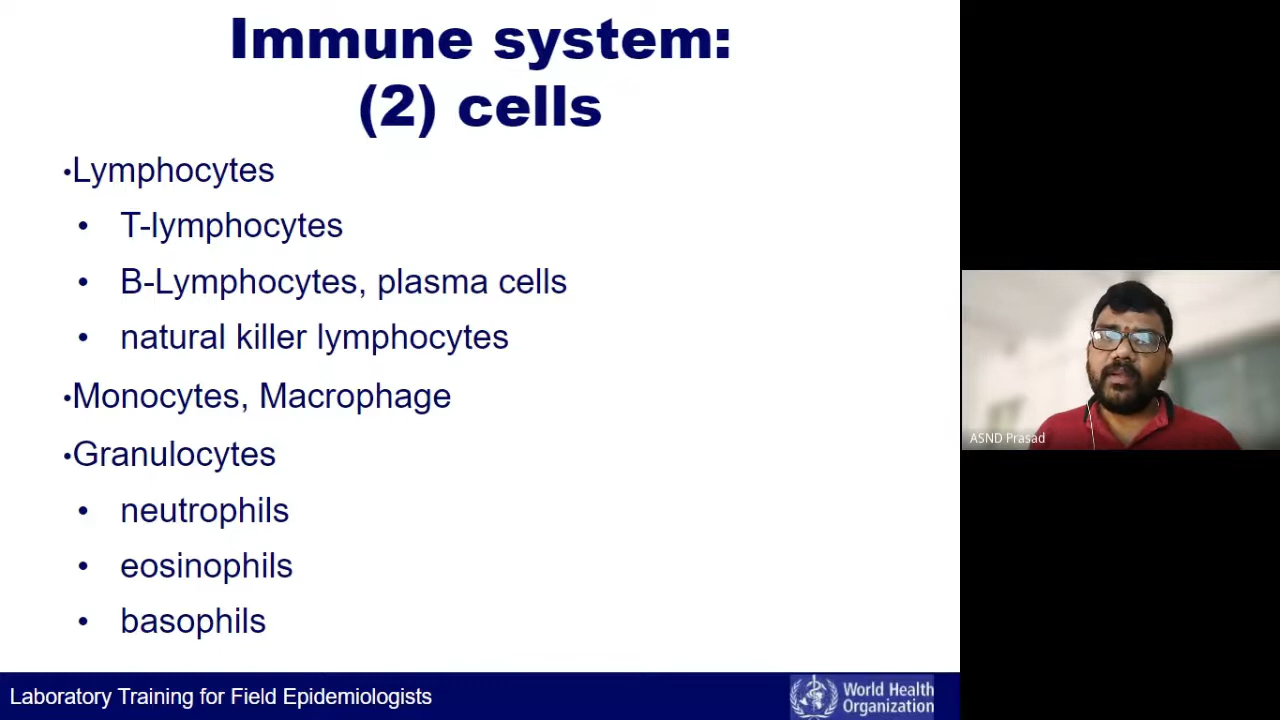 Immune system:
(2) cells
•Lymphocytes
• T-lymphocytes
• B-Lymphocytes, plasma cells
• natural killer lymphocytes
•Monocytes, Macrophage
•Granulocytes
• neutrophils
• eosinophils
• basophils
ASND Prasad
Laboratory Training for Field Epidemiologists
World Health
Organization